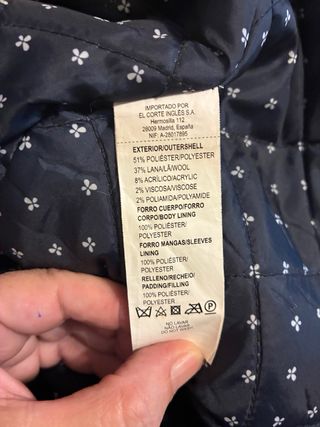 IMPORTADO POR
EL CORTE INGLÉS S.A.
Hermosilla 112
28009 Madrid, España
NIF: A-28017895
EXTERIOR/OUTERSHELL
51% POLIÉSTER/POLYESTER
37% LANA/LÃ/WOOL
8% ACRÍLICO/ACRYLIC
2% VISCOSA/VISCOSE
2% POLIAMIDA/POLYAMIDE
FORRO CUERPO/FORRO
CORPO/BODY LINING
100% POLIÉSTER/
POLYESTER
FORRO MANGAS/SLEEVES
LINING
100% POLIÉSTER/
POLYESTER
RELLENO/RECHEIO/
PADDING/FILLING
100% POLIÉSTER/
POLYESTER
P
NO LAVAR
NÃO LAVAR
DO NOT WASH